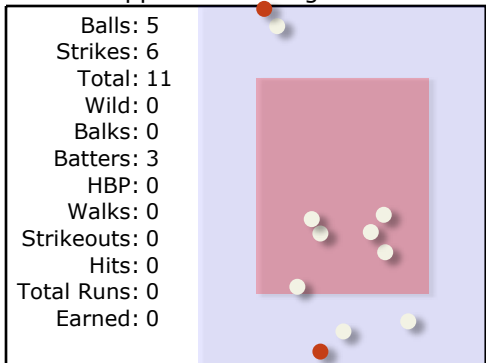 Balls: 5
Strikes: 6
Total: 11
Wild: 0
Balks: 0
Batters: 3
HBP: 0
Walks: 0
Strikeouts: 0
Hits: 0
Total Runs: 0
Earned: 0